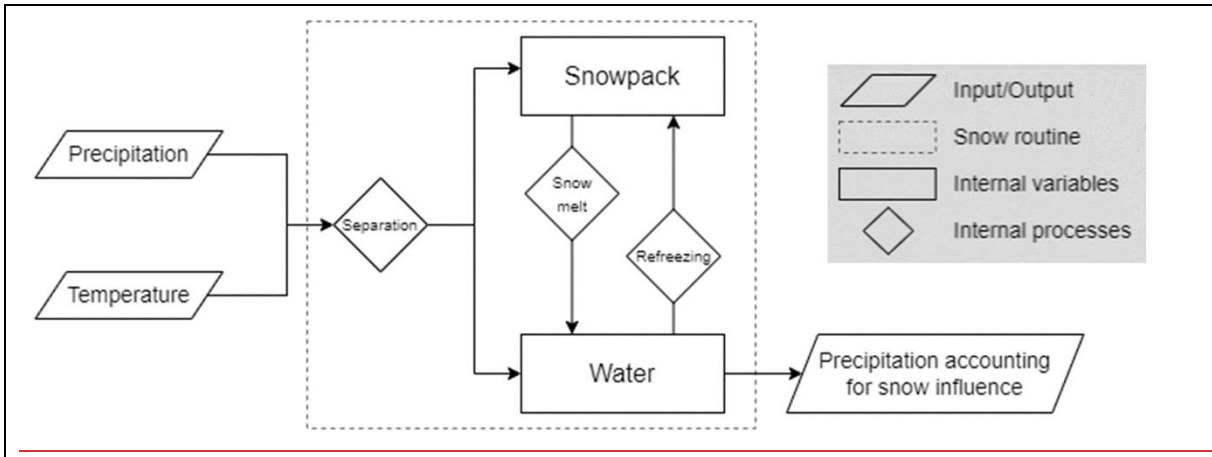 Precipitation
Temperature
Separation
Snowpack
Snow
melt
Refreezing
Water
Precipitation accounting
for snow influence
Input/Output
Snow routine
Internal variables
Internal processes